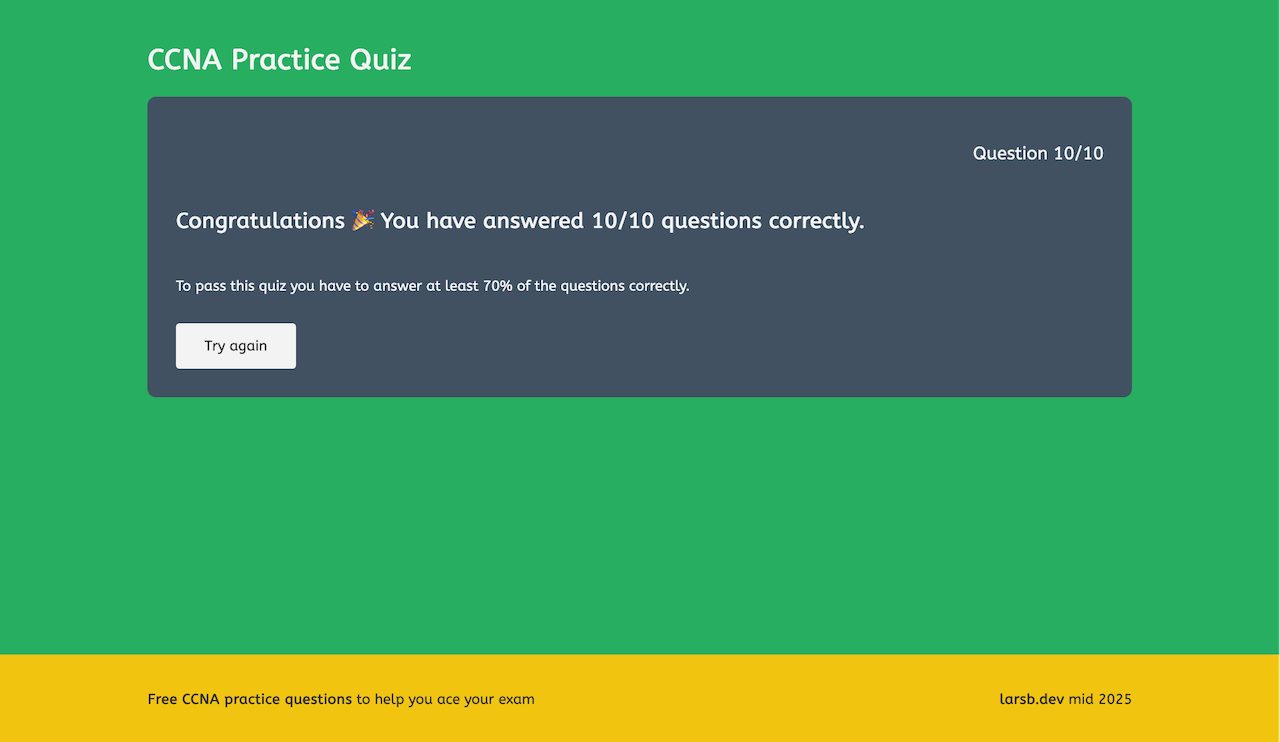 CCNA Practice Quiz
Question 10/10
Congratulations 🎉 You have answered 10/10 questions correctly.
To pass this quiz you have to answer at least 70% of the questions correctly.
Try again
Free CCNA practice questions to help you ace your exam
larsb.dev mid 2025